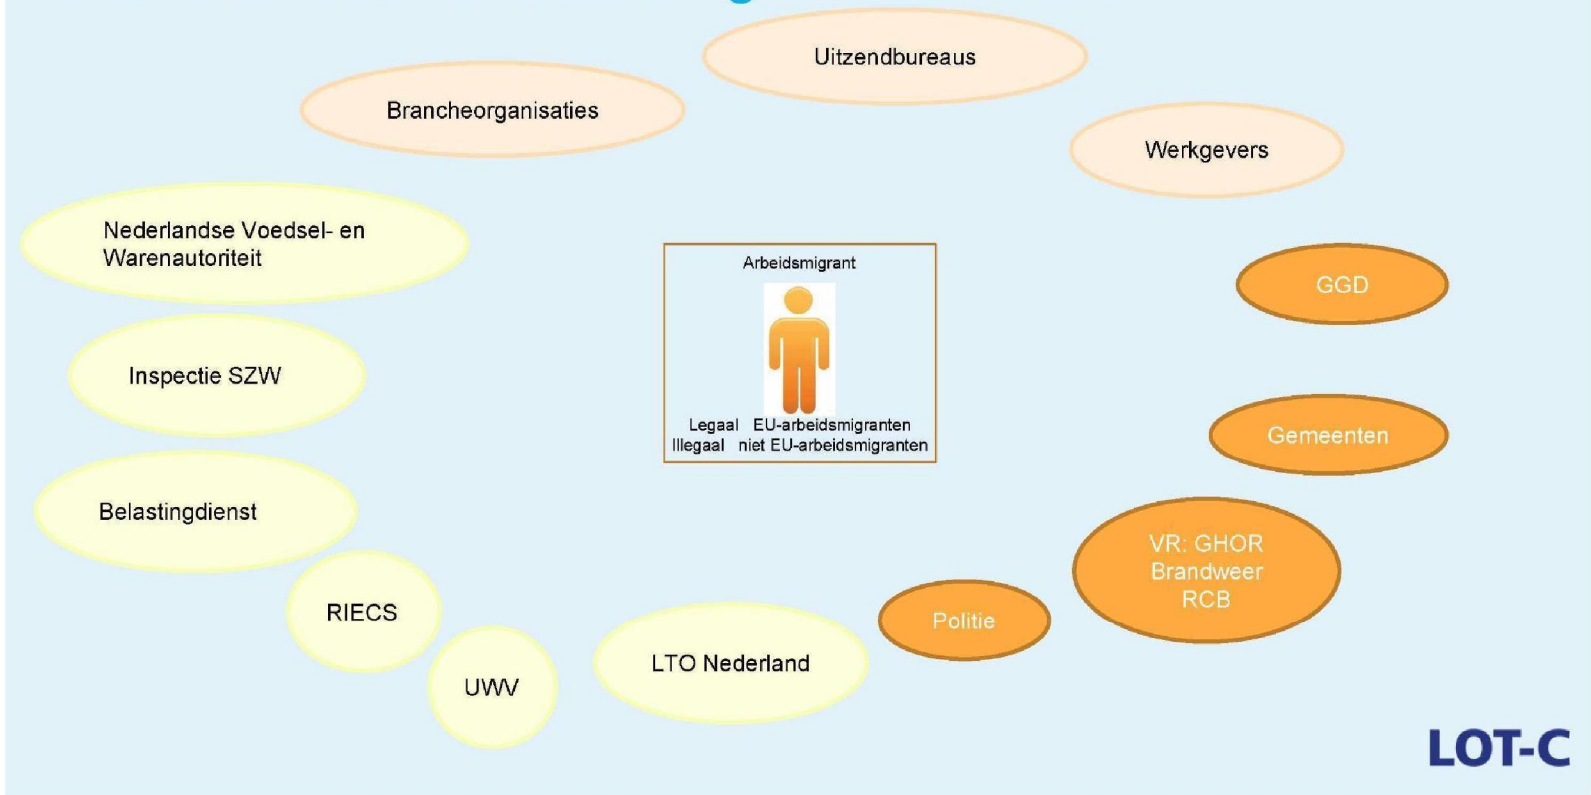 Uitzendbureaus
Brancheorganisaties
Werkgevers
Nederlandse Voedsel- en
Warenautoriteit
Arbeidsmigrant
GGD
Inspectie SZW
Legaal EU-arbeidsmigranten
Illegaal niet EU-arbeidsmigranten
Gemeenten
Belastingdienst
VR: GHOR
Brandweer
RCB
RIECS
Politie
LTO Nederland
UWV
LOT-C